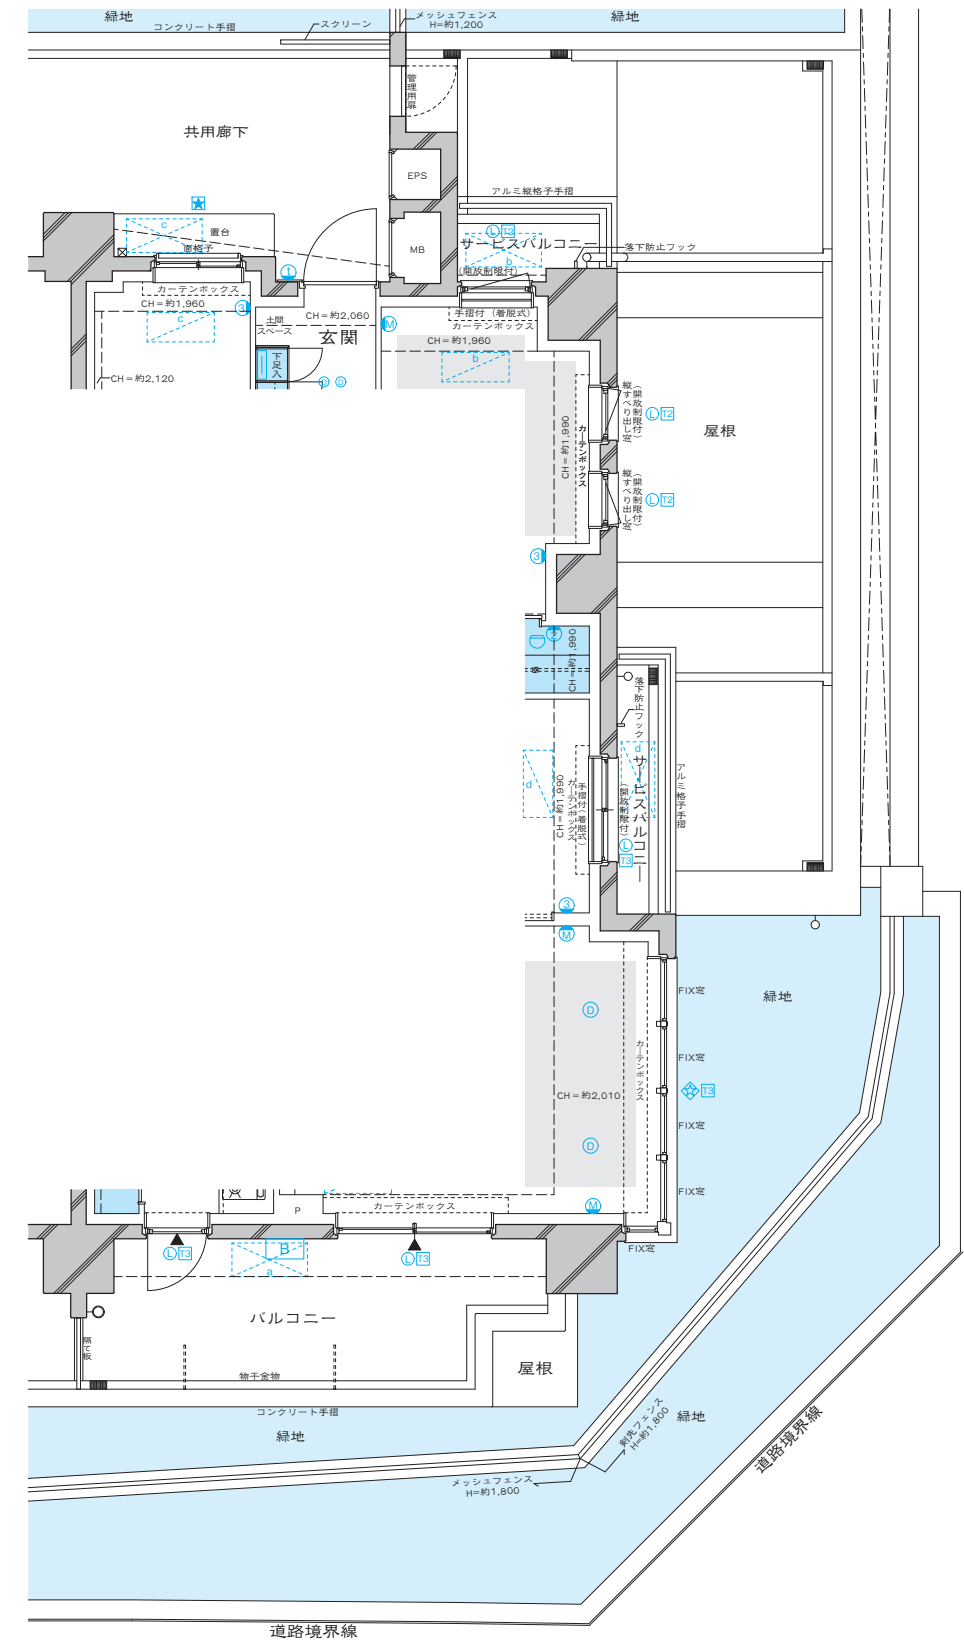 緑地
コンクリート手摺
スクリーン
メッシュフェンス
H=約1,200
緑地
管理用扉
共用廊下
EPS
アルミ縦格子手摺
MB
c
置台
面格子
L T2
サービスバルコニー
b
(開放制限付)
落下防止フック
1
カーテンボックス
CH=約1,960
3
c
CH=約2,120
土間
スペース
CH=約2,060
玄関
M
下足入
D D
手摺付(着脱式)
カーテンボックス
CH=約1,960
b
CH=約1,990
カーテンボックス
縦すべり出し窓
(開放制限付)
L T2
屋根
縦すべり出し窓
(開放制限付)
L T2
3
2
CH=約1,990
落下防止フック
d
CH=約1,990
カーテンボックス
手摺付(着脱式)
d
サービスバルコニー
(開放制限付)
L
T3
アルミ格子手摺
3
M
D
FIX窓
緑地
FIX窓
カーテンボックス
CH=約2,010
T3
FIX窓
D
FIX窓
M
P
カーテンボックス
FIX窓
L T3
B
a
L T3
バルコニー
隔て板
物干金物
屋根
コンクリート手摺
緑地
剣先フェンス
H=約1,800
緑地
道路境界線
メッシュフェンス
H=約1,800
道路境界線